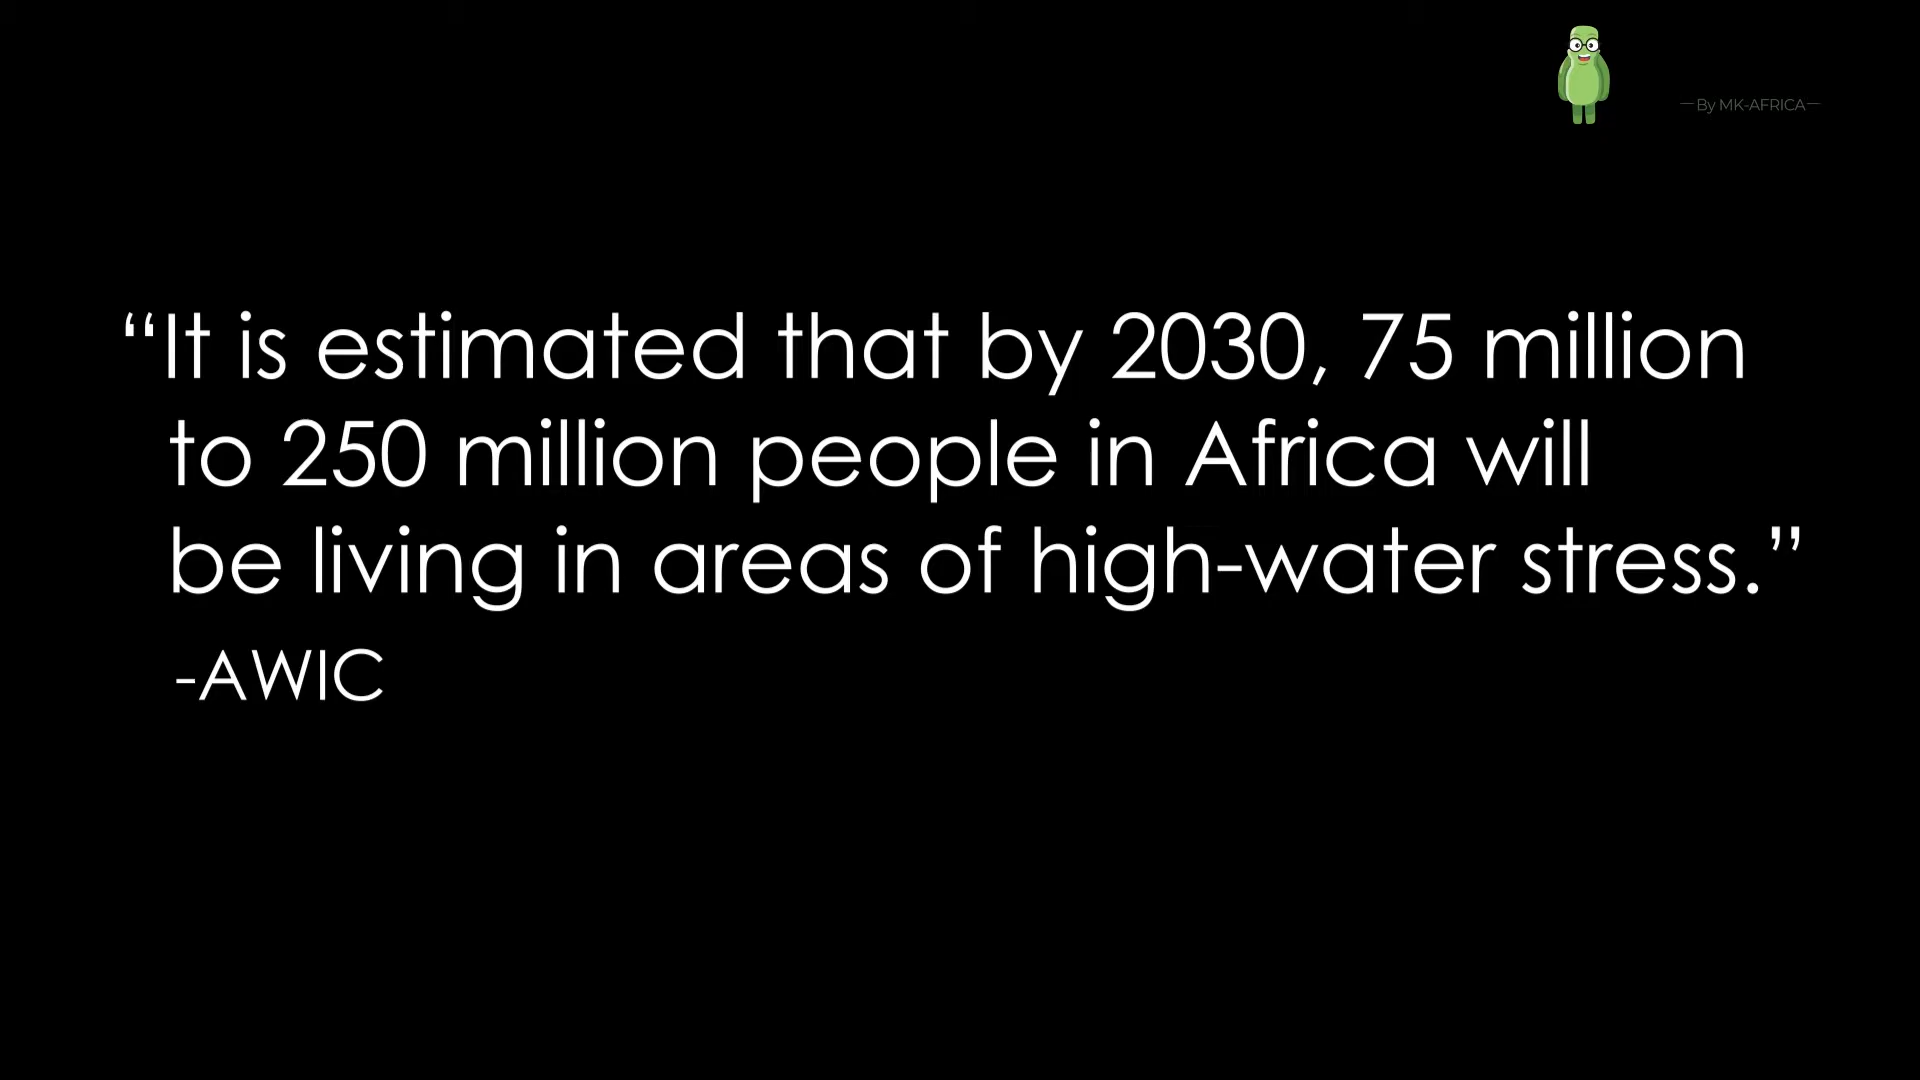 —By MK-AFRICA—
“It is estimated that by 2030, 75 million
to 250 million people in Africa will
be living in areas of high-water stress.”
-AWIC